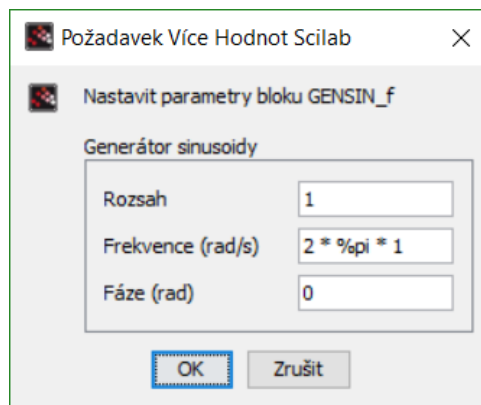 Požadavek Více Hodnot Scilab
Nastavit parametry bloku GENSIN_f
Generátor sinusoidy
Rozsah 1
Frekvence (rad/s) 2 * %pi * 1
Fáze (rad) 0
OK Zrušit